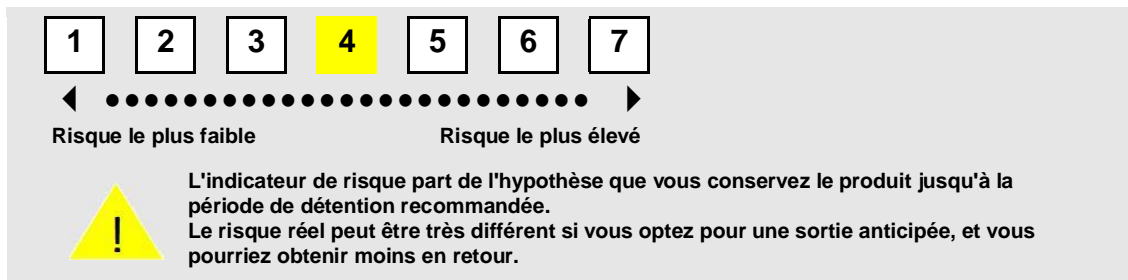 1 2 3 4 5 6 7
Risque le plus faible Risque le plus élevé
!
L'indicateur de risque part de l'hypothèse que vous conservez le produit jusqu'à la
période de détention recommandée.
Le risque réel peut être très différent si vous optez pour une sortie anticipée, et vous
pourriez obtenir moins en retour.